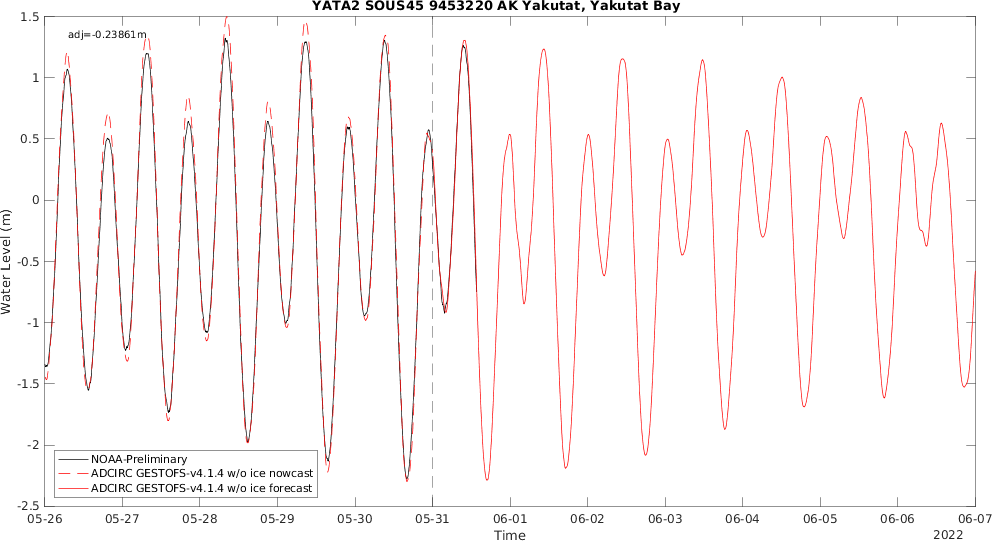 YATA2 SOUS45 9453220 AK Yakutat, Yakutat Bay
adj=-0.23861m
1.5
1
0.5
0
-0.5
-1
-1.5
-2
-2.5
Water Level (m)
NOAA-Preliminary
ADCIRC GESTOFS-v4.1.4 w/o ice nowcast
ADCIRC GESTOFS-v4.1.4 w/o ice forecast
05-26 05-27 05-28 05-29 05-30 05-31 06-01 06-02 06-03 06-04 06-05 06-06 06-07
Time
2022